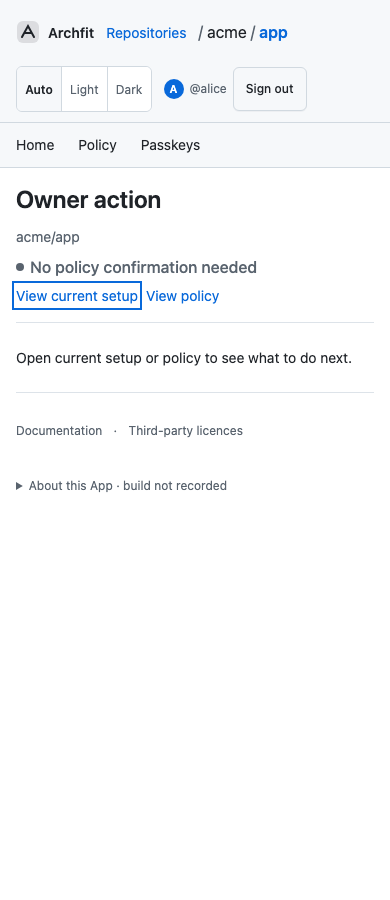 Archfit Repositories / acme / app
Auto Light Dark A @alice Sign out
Home Policy Passkeys
Owner action
acme/app
No policy confirmation needed
View current setup View policy
Open current setup or policy to see what to do next.
Documentation · Third-party licences
About this App · build not recorded